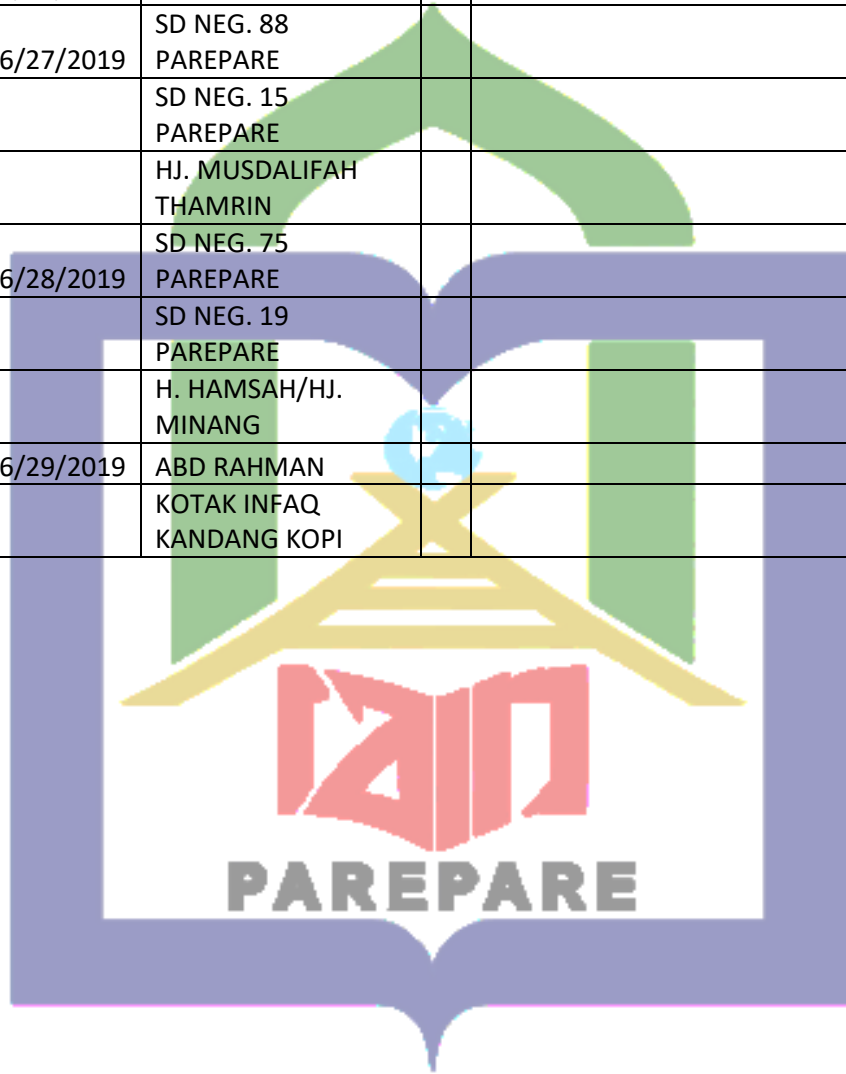 SD NEG. 88
6/27/2019 PAREPARE
SD NEG. 15
PAREPARE
HJ. MUSDALIFAH
THAMRIN
SD NEG. 75
6/28/2019 PAREPARE
SD NEG. 19
PAREPARE
H. HAMSAH/HJ.
MINANG
6/29/2019 ABD RAHMAN
KOTAK INFAQ
KANDANG KOPI
iain
PAREPARE